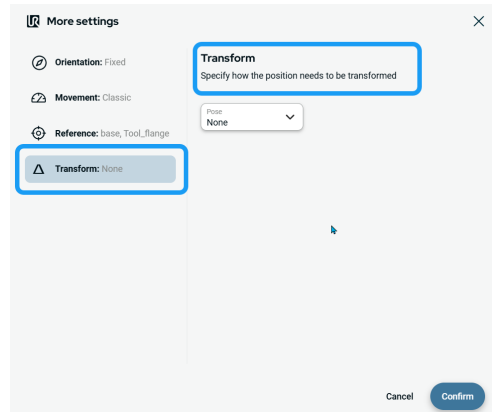 UR More settings
Orientation: Fixed
Movement: Classic
Reference: base, Tool_flange
Transform: None
Transform
Specify how the position needs to be transformed
Pose
None
Cancel
Confirm